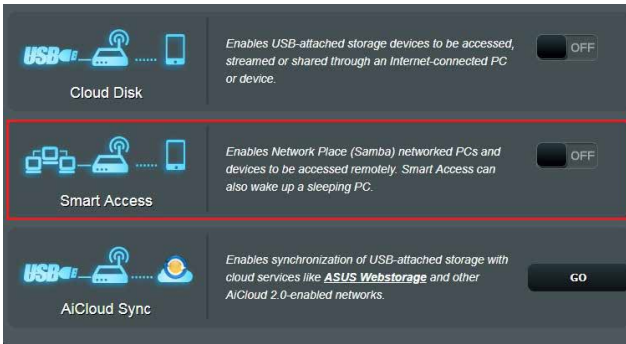 Enables USB-attached storage devices to be accessed,
USB
streamed or shared through an Internet-connected PC
OFF
or device.
Cloud Disk
Enables Network Place (Samba) networked PCs and
devices to be accessed remotely. Smart Access can
OFF
also wake up a sleeping PC.
Smart Access
Enables synchronization of USB-attached storage with
USB
cloud services like ASUS Webstorage and other
GO
AiCloud 2.0-enabled networks.
AiCloud Sync